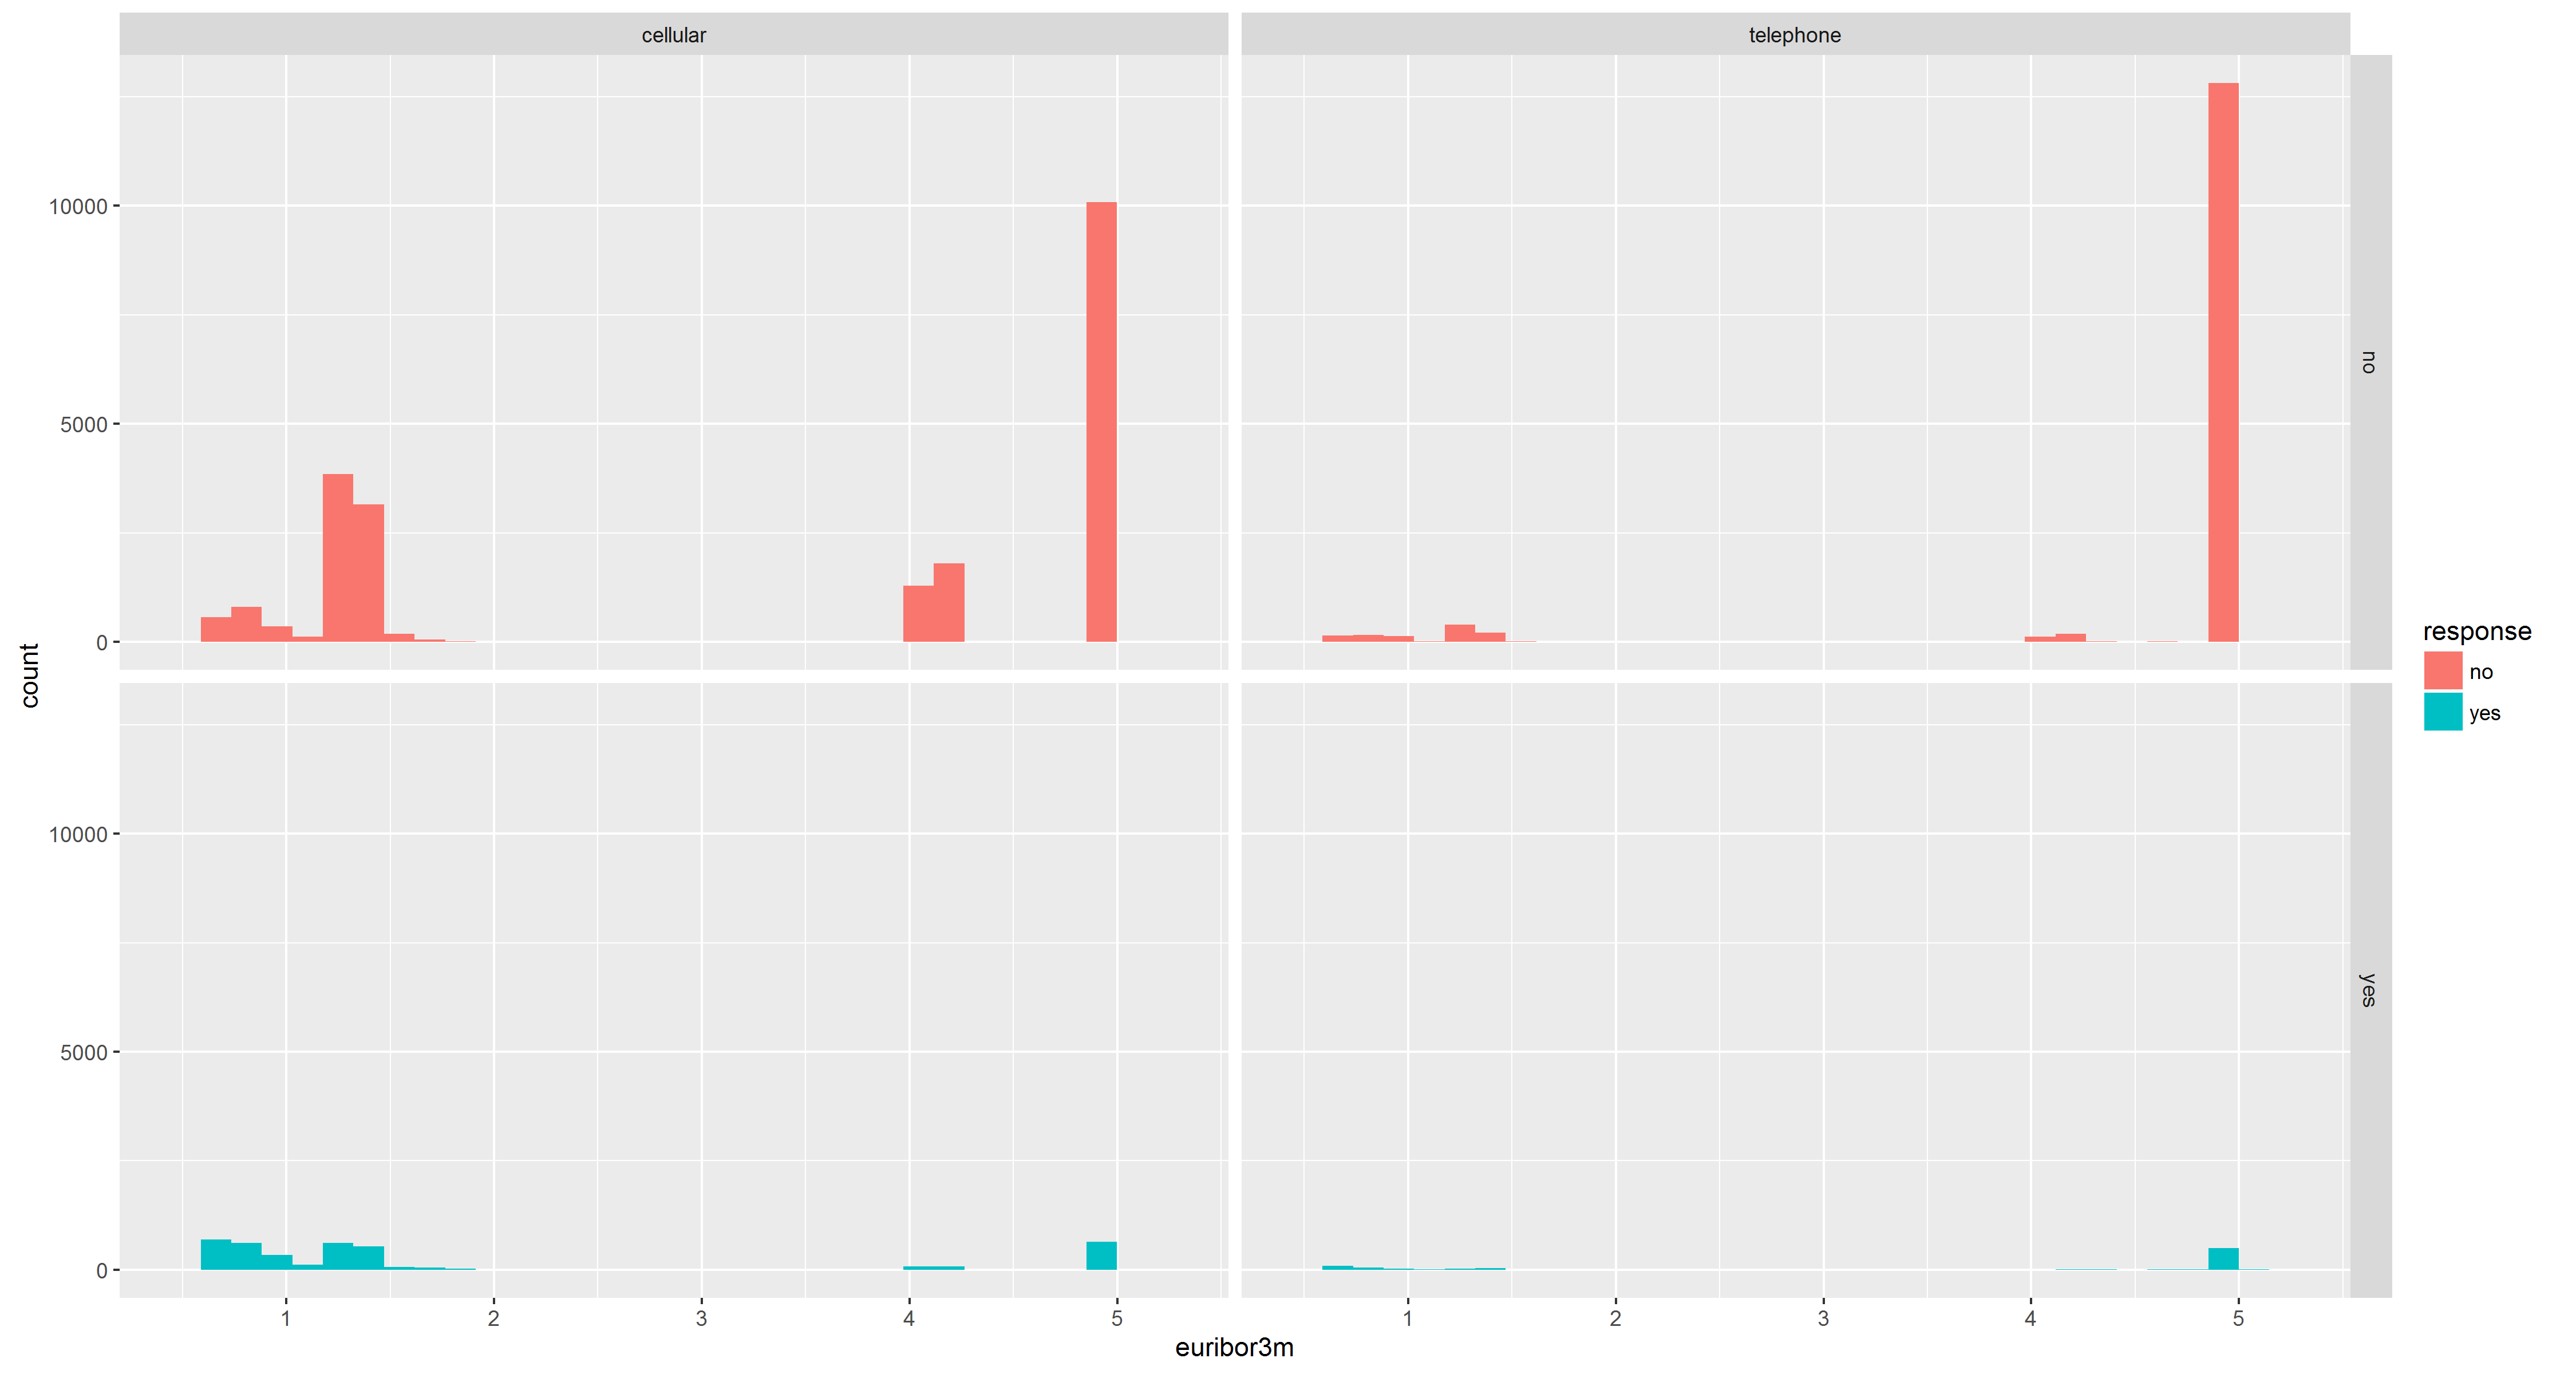 cellular
telephone
10000
5000
0
no
count
10000
5000
0
yes
1
2
3
4
5
1
2
3
4
5
euribor3m
response
no
yes